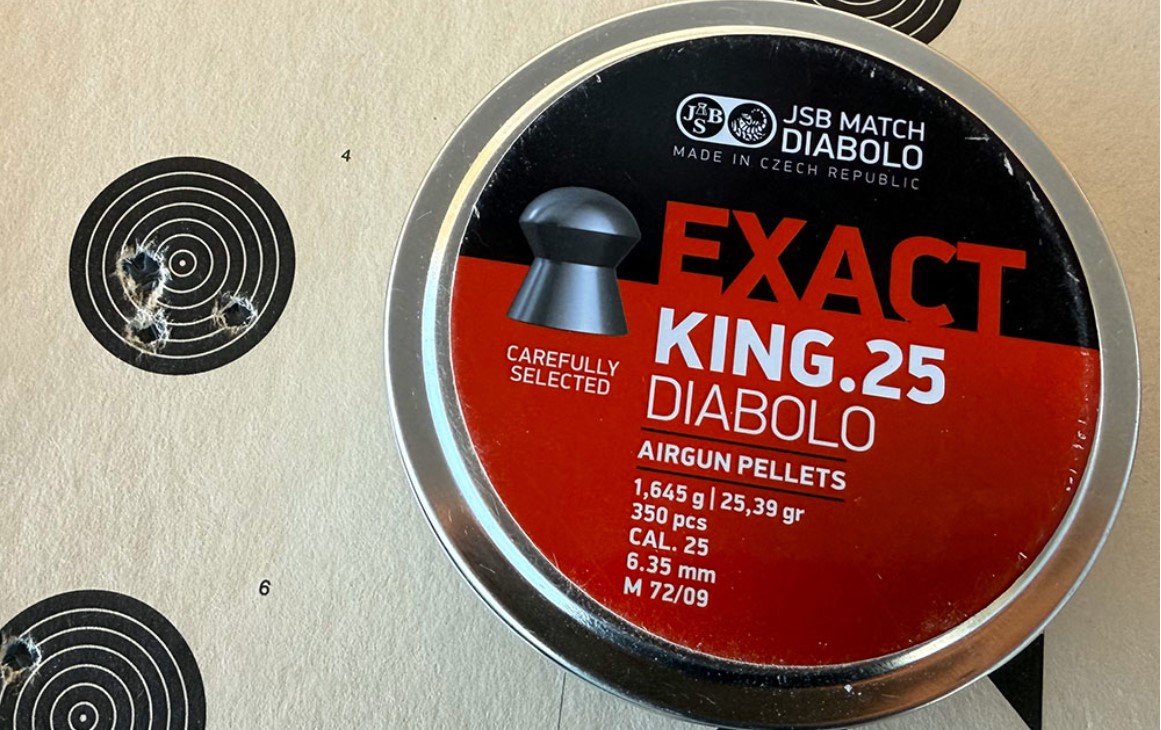 4
JSB
JSB MATCH
DIABOLO
MADE IN CZECH REPUBLIC
EXACT
KING.25
DIABOLO
CAREFULLY
SELECTED
AIRGUN PELLETS
1,645 g | 25,39 gr
350 pcs
CAL. 25
6.35 mm
M 72/09
6